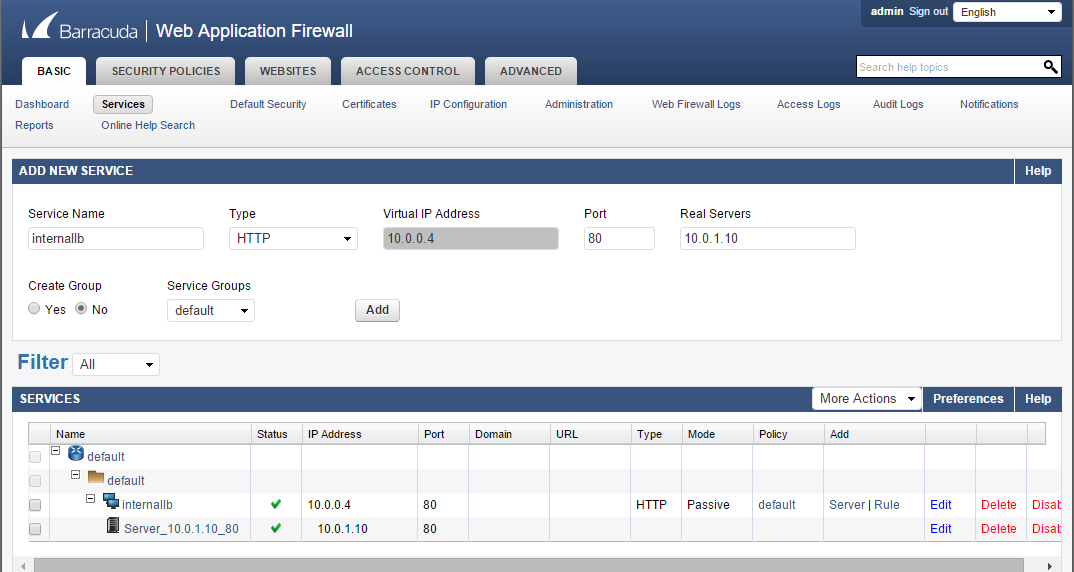 admin Sign out English
Barracuda | Web Application Firewall
BASIC SECURITY POLICIES WEBSITES ACCESS CONTROL ADVANCED
Search help topics
Dashboard Services Default Security Certificates IP Configuration Administration Web Firewall Logs Access Logs Audit Logs Notifications
Reports Online Help Search
ADD NEW SERVICE Help
Service Name Type Virtual IP Address Port Real Servers
internallb HTTP 10.0.0.4 80 10.0.1.10
Create Group Service Groups
Yes No default Add
Filter All
SERVICES More Actions Preferences Help
Name Status IP Address Port Domain URL Type Mode Policy Add
default
default
internallb 10.0.0.4 80 HTTP Passive default Server | Rule Edit Delete Disab
Server_10.0.1.10_80 10.0.1.10 80 Edit Delete Disab